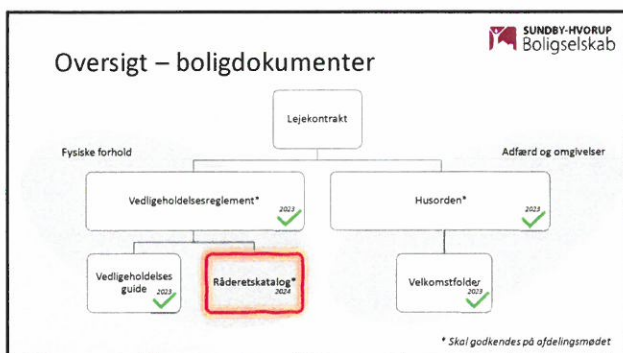 SUNDBY-HVORUP
Boligselskab
Oversigt – boligdokumenter
Lejekontrakt
Fysiske forhold
Adfærd og omgivelser
Vedligeholdelsesreglement*
2023
Husorden*
2023
Vedligeholdelses
guide
2023
Råderetskatalog*
2024
Velkomstfolder
2023
* Skal godkendes på afdelingsmødet